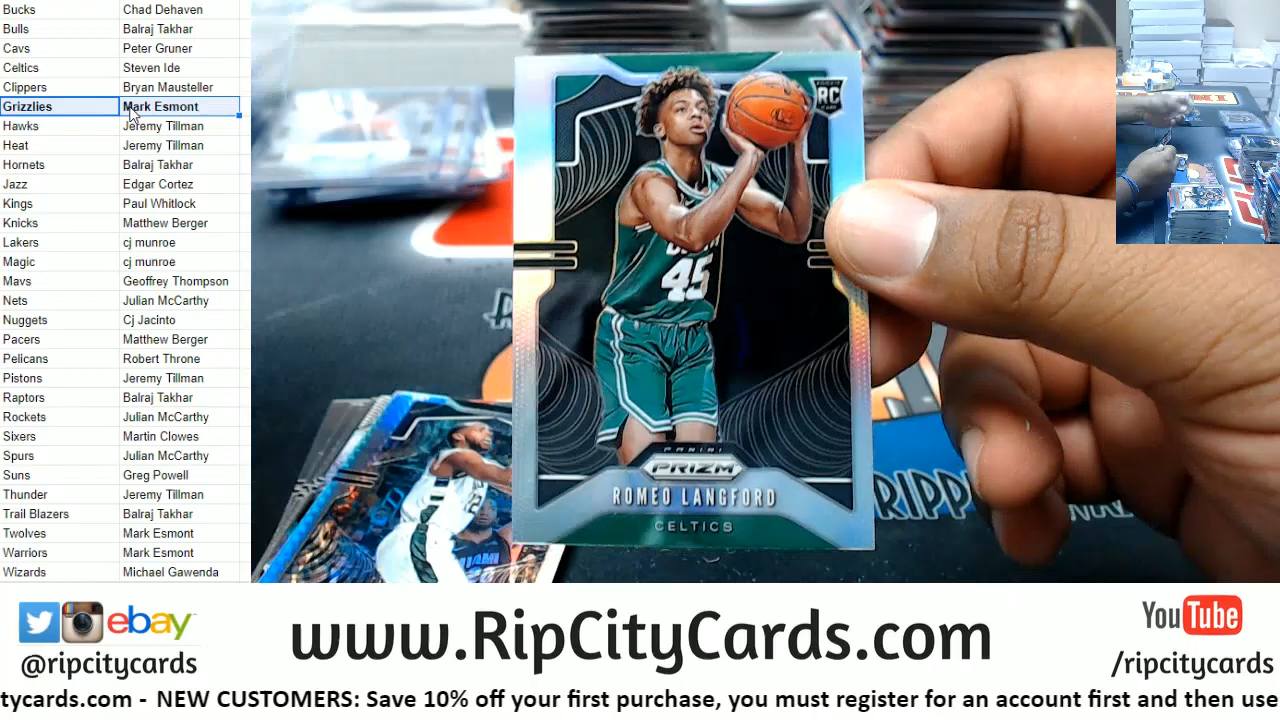 Bucks Chad Dehaven
Bulls Balraj Takhar
Cavs Peter Gruner
Celtics Steven Ide
Clippers Bryan Mausteller
Grizzlies Mark Esmont
Hawks Jeremy Tillman
Heat Jeremy Tillman
Hornets Balraj Takhar
Jazz Edgar Cortez
Kings Paul Whitlock
Knicks Matthew Berger
Lakers cj munroe
Magic cj munroe
Mavs Geoffrey Thompson
Nets Julian McCarthy
Nuggets Cj Jacinto
Pacers Matthew Berger
Pelicans Robert Throne
Pistons Jeremy Tillman
Raptors Balraj Takhar
Rockets Julian McCarthy
Sixers Martin Clowes
Spurs Julian McCarthy
Suns Greg Powell
Thunder Jeremy Tillman
Trail Blazers Balraj Takhar
Twolves Mark Esmont
Warriors Mark Esmont
Wizards Michael Gawenda
RC
45
PANINI
PRIZM
ROMEO LANGFORD
CELTICS
RIPP
ebay
@ripcitycards
www.RipCityCards.com
YouTube
/ripcitycards
tycards.com - NEW CUSTOMERS: Save 10% off your first purchase, you must register for an account first and then use